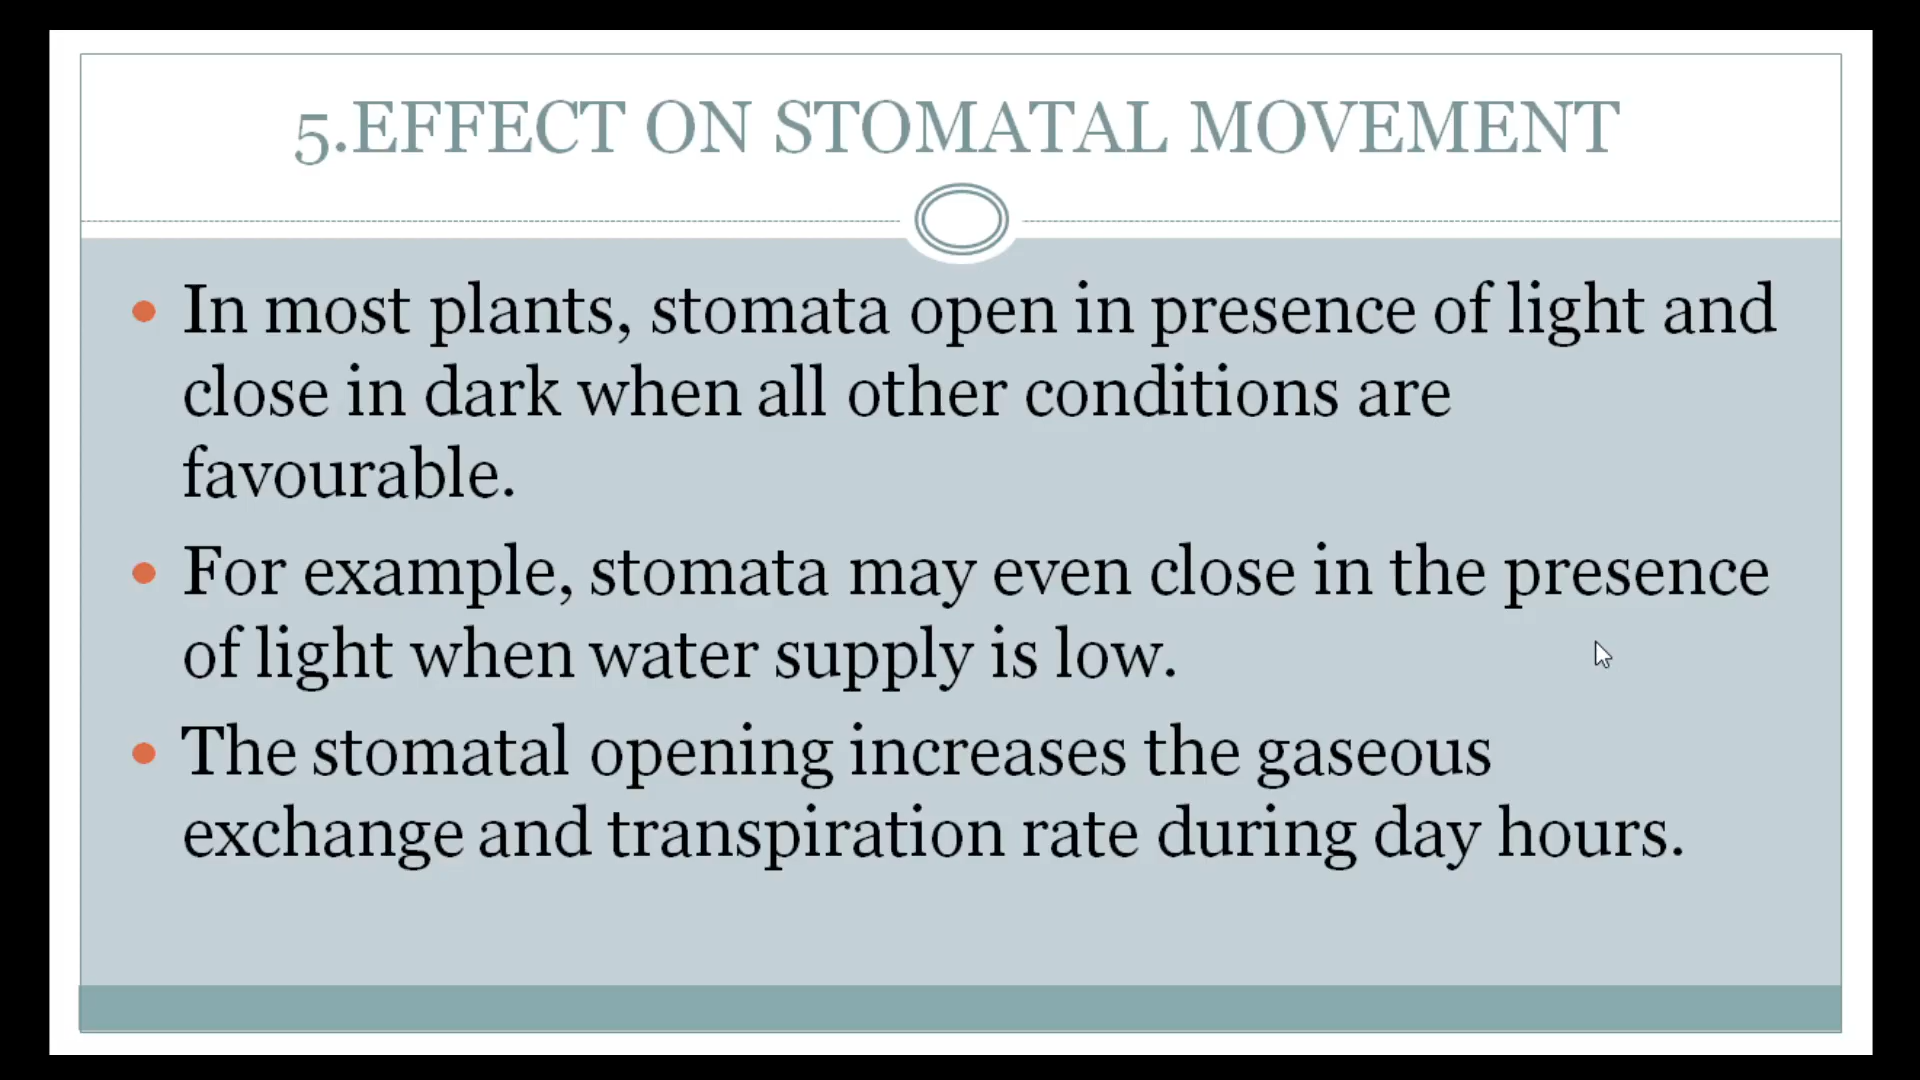 5.EFFECT ON STOMATAL MOVEMENT
In most plants, stomata open in presence of light and
close in dark when all other conditions are
favourable.
For example, stomata may even close in the presence
of light when water supply is low.
The stomatal opening increases the gaseous
exchange and transpiration rate during day hours.